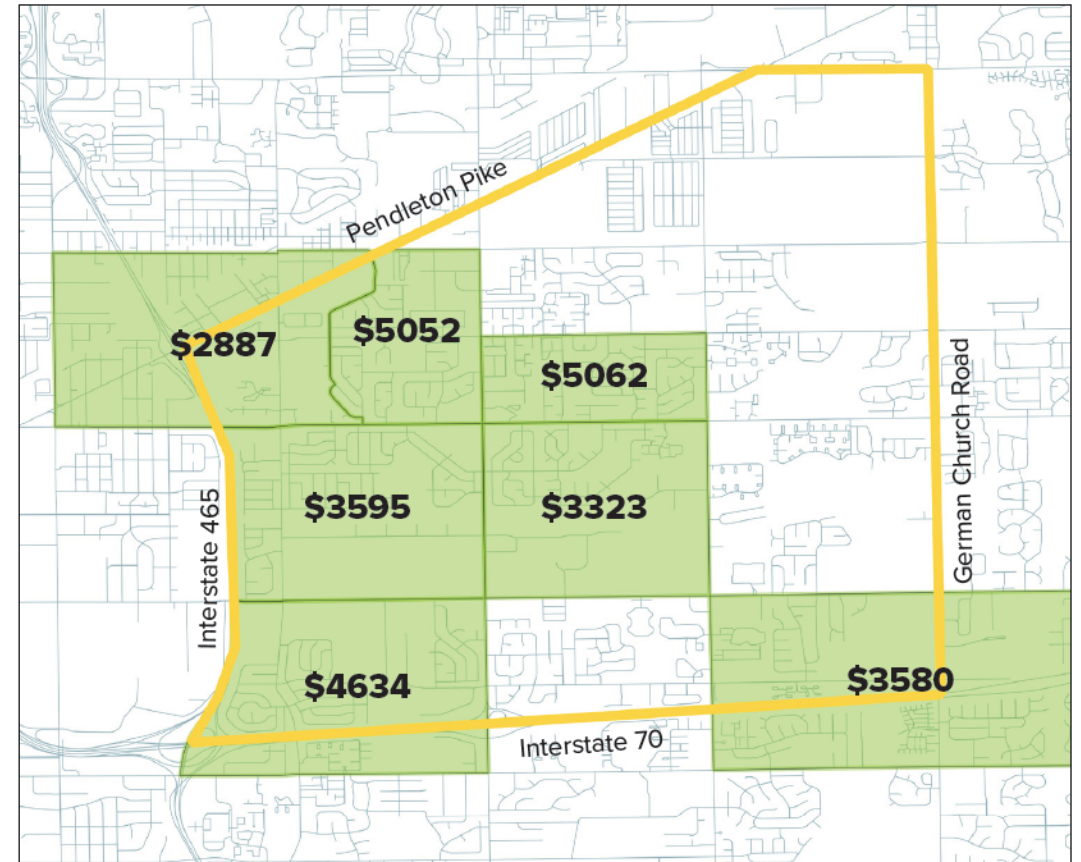 Pendleton Pike
$2887
$5052
$5062
German Church Road
$3595
$3323
Interstate 465
$4634
$3580
Interstate 70